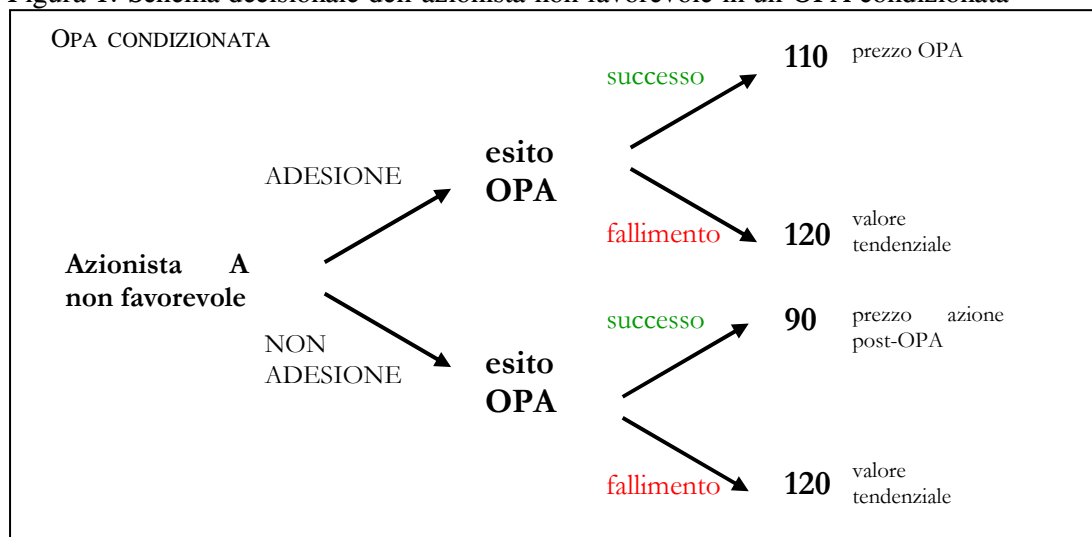 Figura 1: Schema decisionale dell'azionista non favorevole in un'OPA condizionata
OPA CONDIZIONATA
successo
110 prezzo OPA
ADESIONE
esito
OPA
fallimento
120 valore
tendenziale
Azionista A
non favorevole
successo
90 prezzo azione
post-OPA
NON
ADESIONE
esito
OPA
fallimento
120 valore
tendenziale